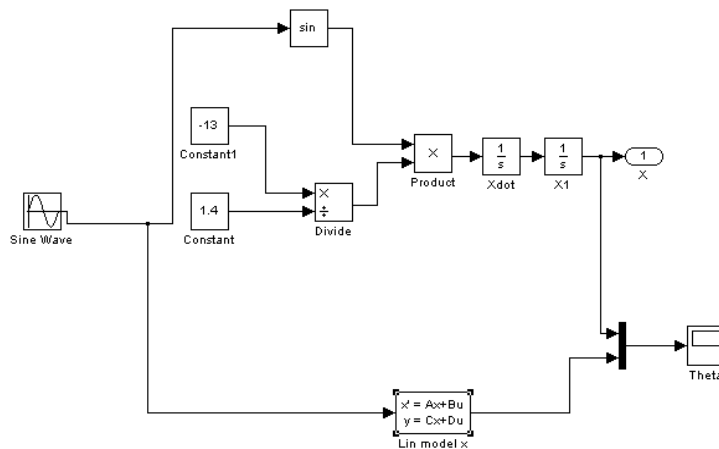 sin
-13
Constant1
1.4
Constant
×
÷
Divide
×
Product
1
s
Xdot
1
s
X1
1
X
Sine Wave
x' = Ax+Bu
y = Cx+Du
Lin model x
Theta